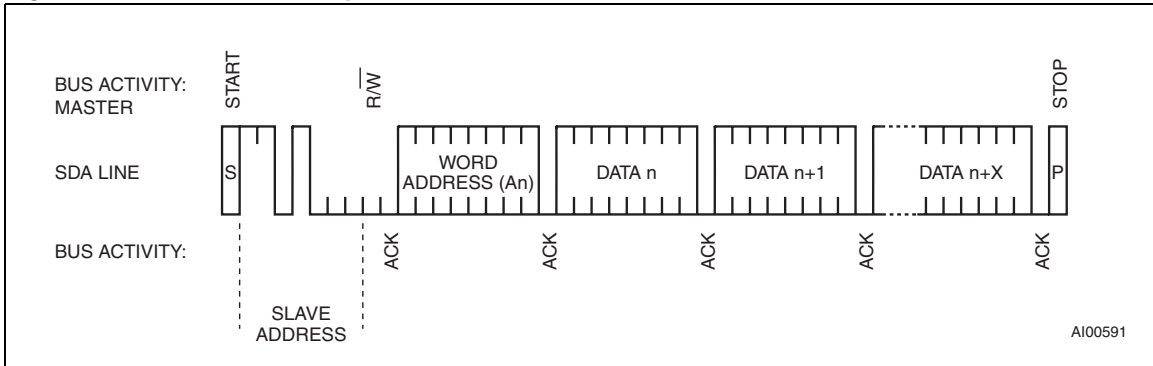 BUS ACTIVITY:
MASTER
START
R/W
STOP
SDA LINE
S
WORD
ADDRESS (An)
DATA n
DATA n+1
DATA n+X
P
BUS ACTIVITY:
ACK
ACK
ACK
ACK
ACK
SLAVE
ADDRESS
AI00591